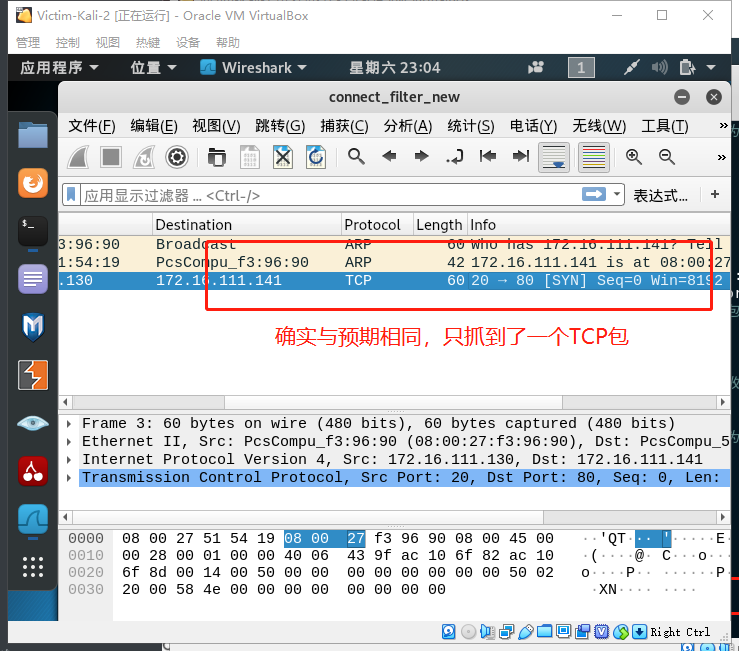 Victim-Kali-2 [正在运行] - Oracle VM VirtualBox
管理 控制 视图 热键 设备 帮助
应用程序 位置 Wireshark 星期六 23:04 1
connect_filter_new
文件(F) 编辑(E) 视图(V) 跳转(G) 捕获(C) 分析(A) 统计(S) 电话(Y) 无线(W) 工具(T) »
»
应用显示过滤器 … <Ctrl-/> 表达式… +
Destination Protocol Length Info
3:96:90 Broadcast ARP 60 Who has 172.16.111.141? Tell
1:54:19 PcsCompu_f3:96:90 ARP 42 172.16.111.141 is at 08:00:27
.130 172.16.111.141 TCP 60 20 → 80 [SYN] Seq=0 Win=8192
确实与预期相同，只抓到了一个TCP包
Frame 3: 60 bytes on wire (480 bits), 60 bytes captured (480 bits)
Ethernet II, Src: PcsCompu_f3:96:90 (08:00:27:f3:96:90), Dst: PcsCompu_5
Internet Protocol Version 4, Src: 172.16.111.130, Dst: 172.16.111.141
Transmission Control Protocol, Src Port: 20, Dst Port: 80, Seq: 0, Len:
0000 08 00 27 51 54 19 08 00 27 f3 96 90 08 00 45 00 ··'QT··· '·····E·
0010 00 28 00 01 00 00 40 06 43 9f ac 10 6f 82 ac 10 ·(····@· C···o···
0020 6f 8d 00 14 00 50 00 00 00 00 00 00 00 00 50 02 o····P·· ······P·
0030 20 00 58 4e 00 00 00 00 00 00 00 00 ·XN····· ····
Right Ctrl